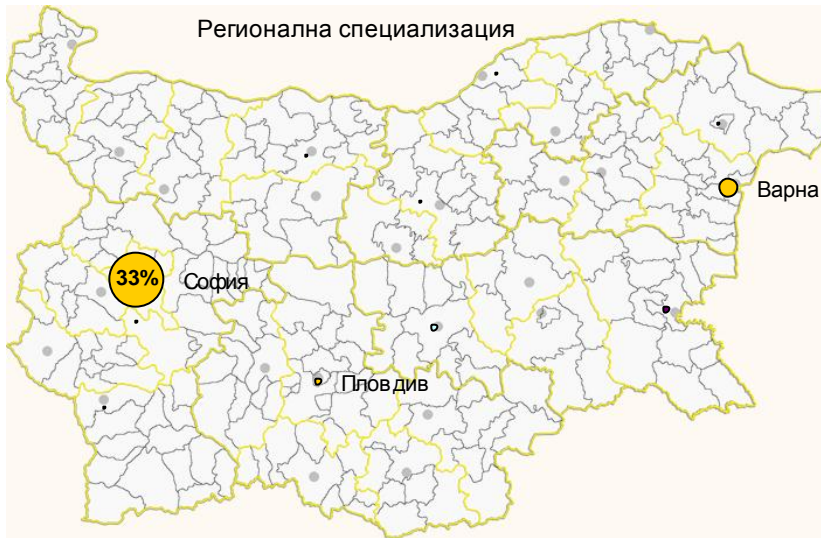 Регионална специализация
Варна
33%
София
Пловдив